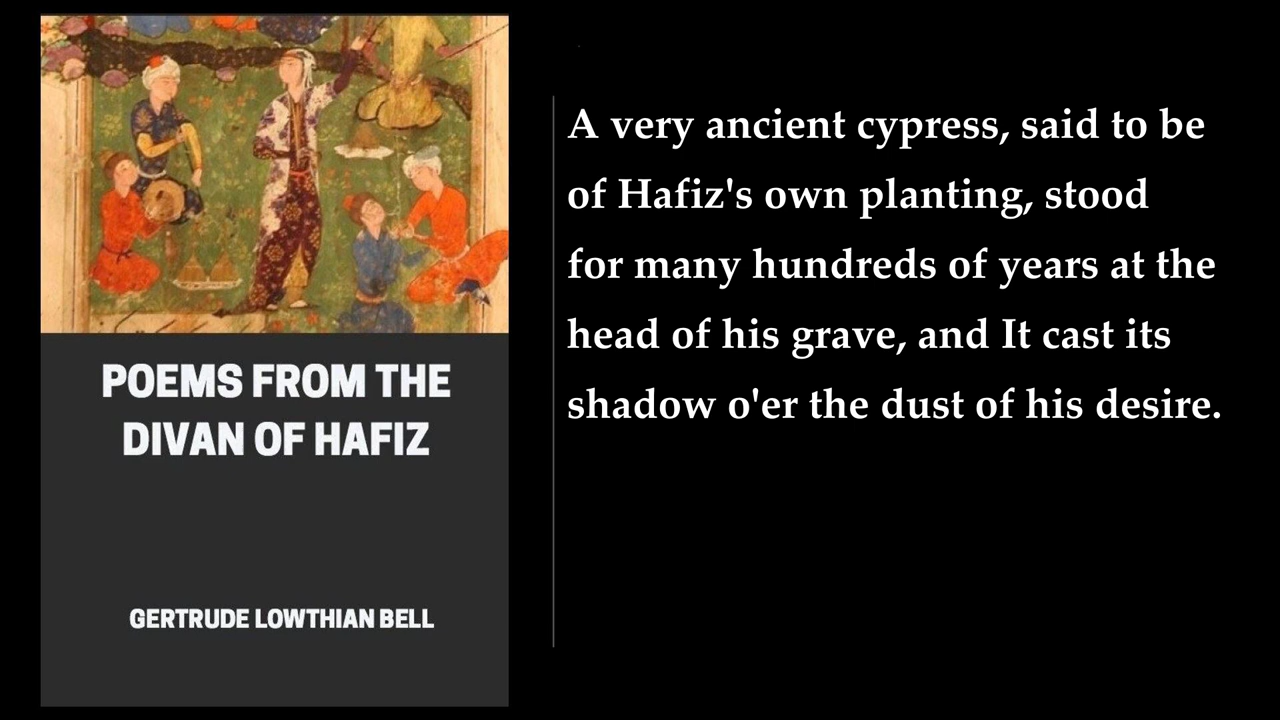 POEMS FROM THE
DIVAN OF HAFIZ
GERTRUDE LOWTHIAN BELL
A very ancient cypress, said to be
of Hafiz's own planting, stood
for many hundreds of years at the
head of his grave, and It cast its
shadow o'er the dust of his desire.